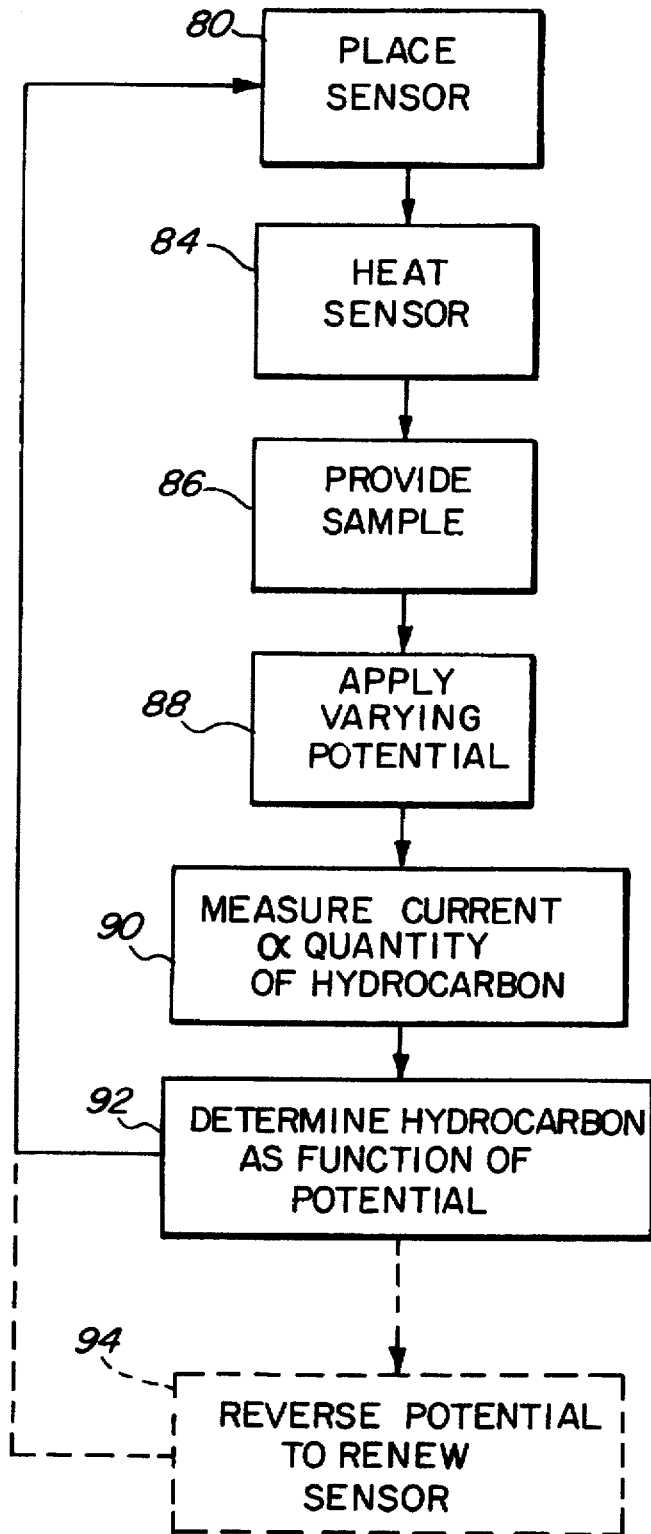 80
PLACE
SENSOR
84
HEAT
SENSOR
86
PROVIDE
SAMPLE
88
APPLY
VARYING
POTENTIAL
90
MEASURE CURRENT
∝ QUANTITY
OF HYDROCARBON
92
DETERMINE HYDROCARBON
AS FUNCTION OF
POTENTIAL
94
REVERSE POTENTIAL
TO RENEW
SENSOR